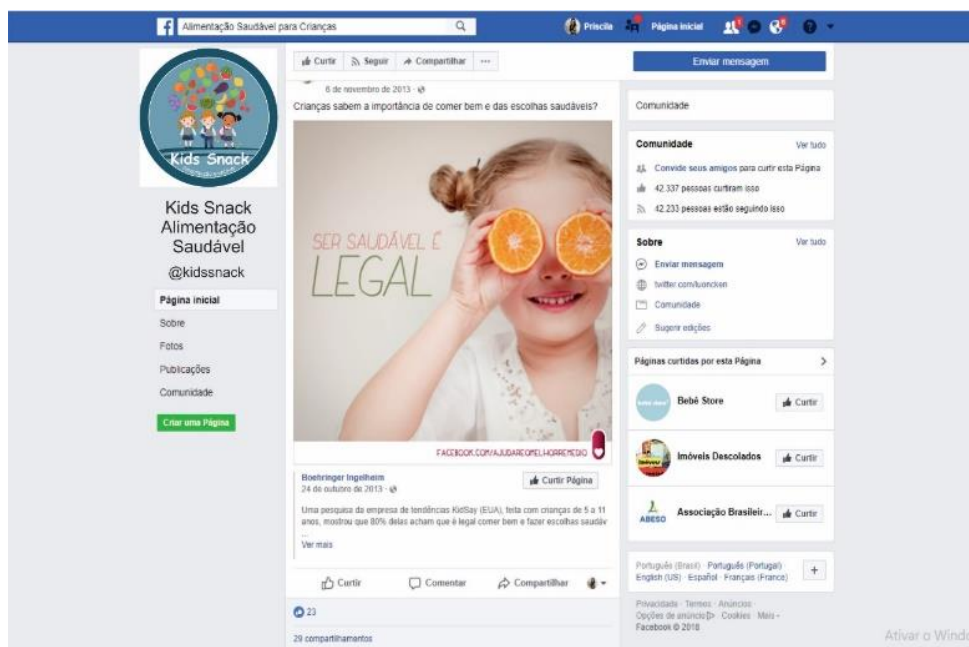 Alimentação Saudável para Crianças
Priscila
Página inicial
Kids Snack
Kids Snack
Alimentação
Saudável
@kidssnack
Página inicial
Sobre
Fotos
Publicações
Comunidade
Criar uma Página
Curtir
Seguir
Compartilhar
6 de novembro de 2013
Crianças sabem a importância de comer bem e das escolhas saudáveis?
SER SAUDÁVEL É
LEGAL
FACEBOOK.COM/AJUDAREOMELHORREMEDIO
Boehringer Ingelheim
24 de outubro de 2013
Curtir Página
Uma pesquisa da empresa de tendências KidSay (EUA), feita com crianças de 5 a 11
anos, mostrou que 80% delas acham que é legal comer bem e fazer escolhas saudáv
...
Ver mais
Curtir
Comentar
Compartilhar
23
29 compartilhamentos
Enviar mensagem
Comunidade
Comunidade Ver tudo
Convide seus amigos para curtir esta Página
42.337 pessoas curtiram isso
42.233 pessoas estão seguindo isso
Sobre Ver tudo
Enviar mensagem
Comunidade
Sugerir edições
Páginas curtidas por esta Página
Bebê Store Curtir
Imóveis Descolados Curtir
ABESO
Associação Brasileir... Curtir
Português (Brasil) · Português (Portugal) ·
English (US) · Español · Français (France)
Privacidade · Termos · Anúncios ·
Opções de anúncio · Cookies · Mais
Facebook © 2018
Ativar o Windo